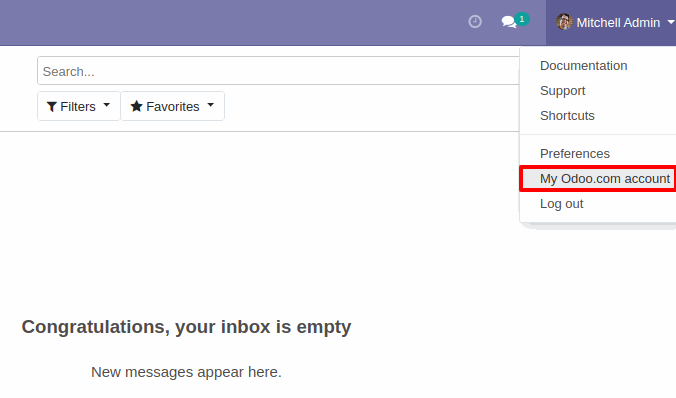 1
Mitchell Admin
Search...
Filters
Favorites
Documentation
Support
Shortcuts
Preferences
My Odoo.com account
Log out
Congratulations, your inbox is empty
New messages appear here.